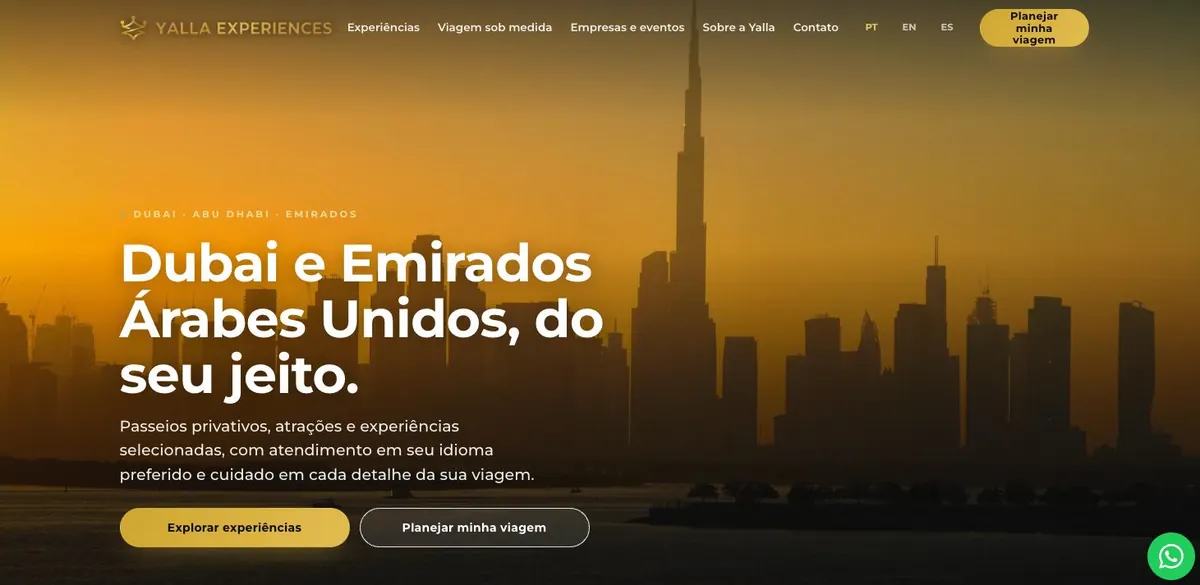 YALLA EXPERIENCES
Experiências
Viagem sob medida
Empresas e eventos
Sobre a Yalla
Contato
PT
EN
ES
Planejar
minha
viagem
DUBAI · ABU DHABI · EMIRADOS
Dubai e Emirados
Árabes Unidos, do
seu jeito.
Passeios privativos, atrações e experiências
selecionadas, com atendimento em seu idioma
preferido e cuidado em cada detalhe da sua viagem.
Explorar experiências
Planejar minha viagem